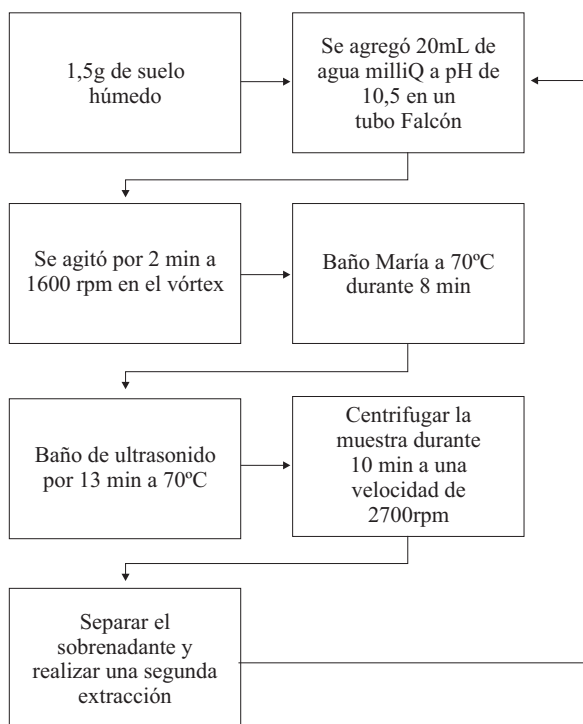 1,5g de suelo
húmedo
Se agregó 20mL de
agua milliQ a pH de
10,5 en un
tubo Falcón
Se agitó por 2 min a
1600 rpm en el vórtex
Baño María a 70ºC
durante 8 min
Baño de ultrasonido
por 13 min a 70ºC
Centrifugar la
muestra durante
10 min a una
velocidad de
2700rpm
Separar el
sobrenadante y
realizar una segunda
extracción